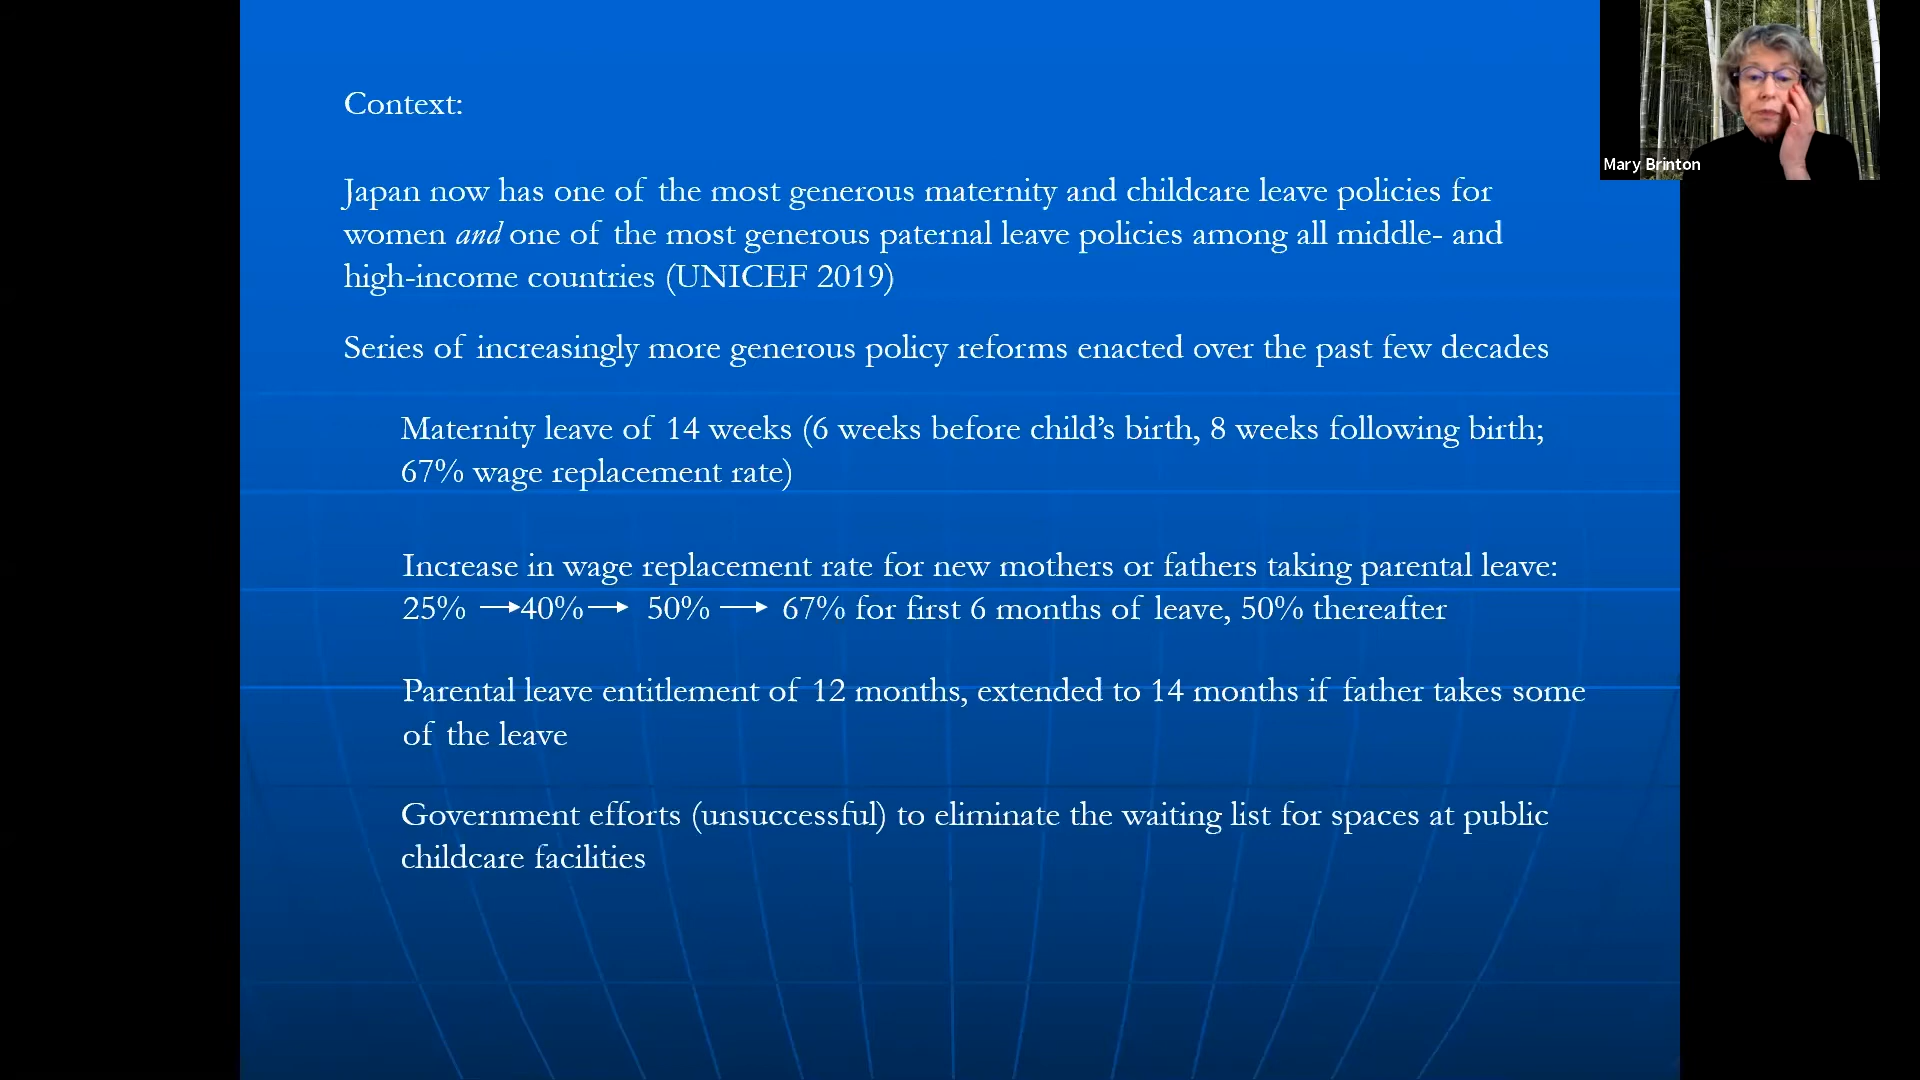 Context:
Japan now has one of the most generous maternity and childcare leave policies for
women and one of the most generous paternal leave policies among all middle- and
high-income countries (UNICEF 2019)
Series of increasingly more generous policy reforms enacted over the past few decades
Maternity leave of 14 weeks (6 weeks before child’s birth, 8 weeks following birth;
67% wage replacement rate)
Increase in wage replacement rate for new mothers or fathers taking parental leave:
25% → 40% → 50% → 67% for first 6 months of leave, 50% thereafter
Parental leave entitlement of 12 months, extended to 14 months if father takes some
of the leave
Government efforts (unsuccessful) to eliminate the waiting list for spaces at public
childcare facilities
Mary Brinton